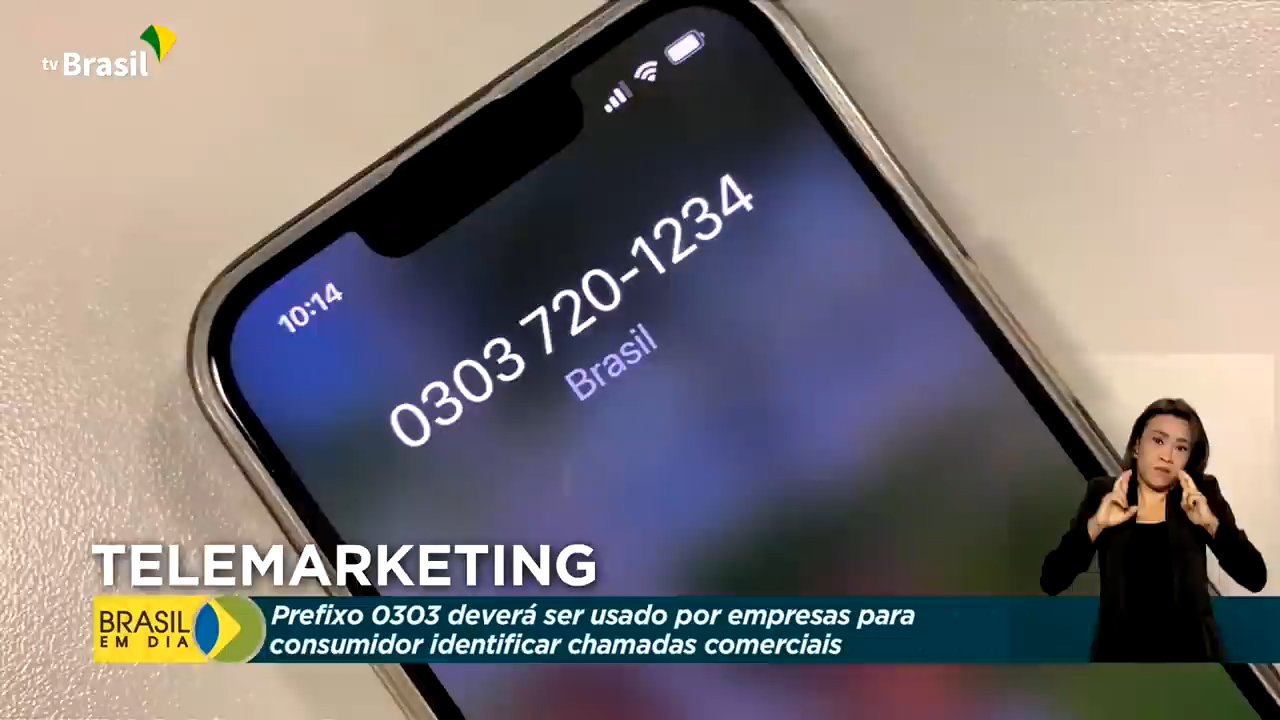 tv Brasil
10:14
0303 720-1234
Brasil
TELEMARKETING
BRASIL
EM DIA
Prefixo 0303 deverá ser usado por empresas para
consumidor identificar chamadas comerciais